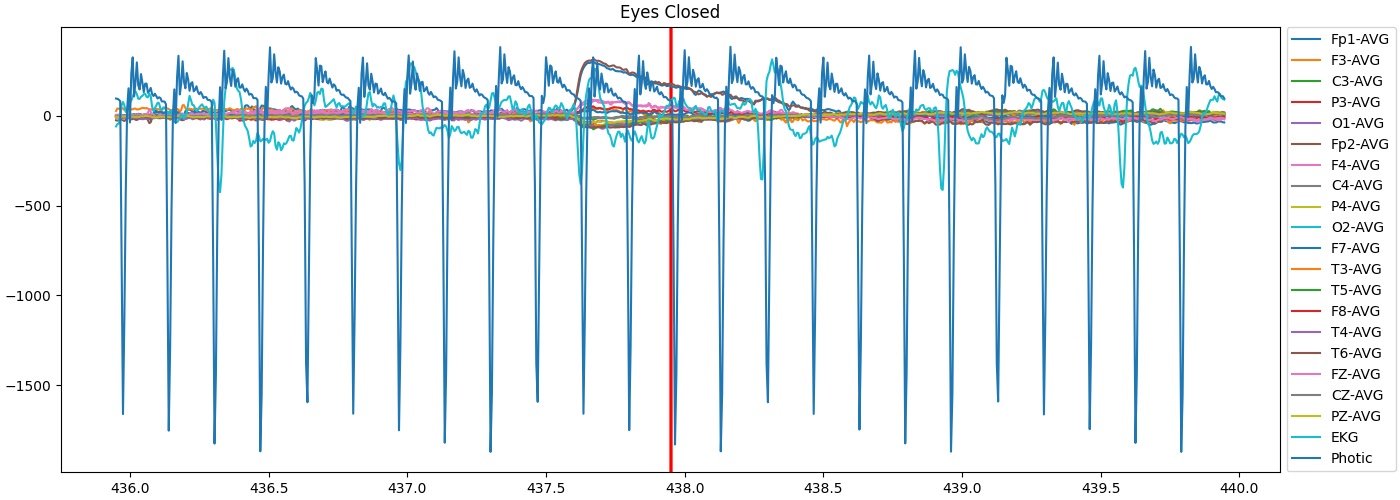 Eyes Closed
0
−500
−1000
−1500
436.0 436.5 437.0 437.5 438.0 438.5 439.0 439.5 440.0
Fp1-AVG
F3-AVG
C3-AVG
P3-AVG
O1-AVG
Fp2-AVG
F4-AVG
C4-AVG
P4-AVG
O2-AVG
F7-AVG
T3-AVG
T5-AVG
F8-AVG
T4-AVG
T6-AVG
FZ-AVG
CZ-AVG
PZ-AVG
EKG
Photic